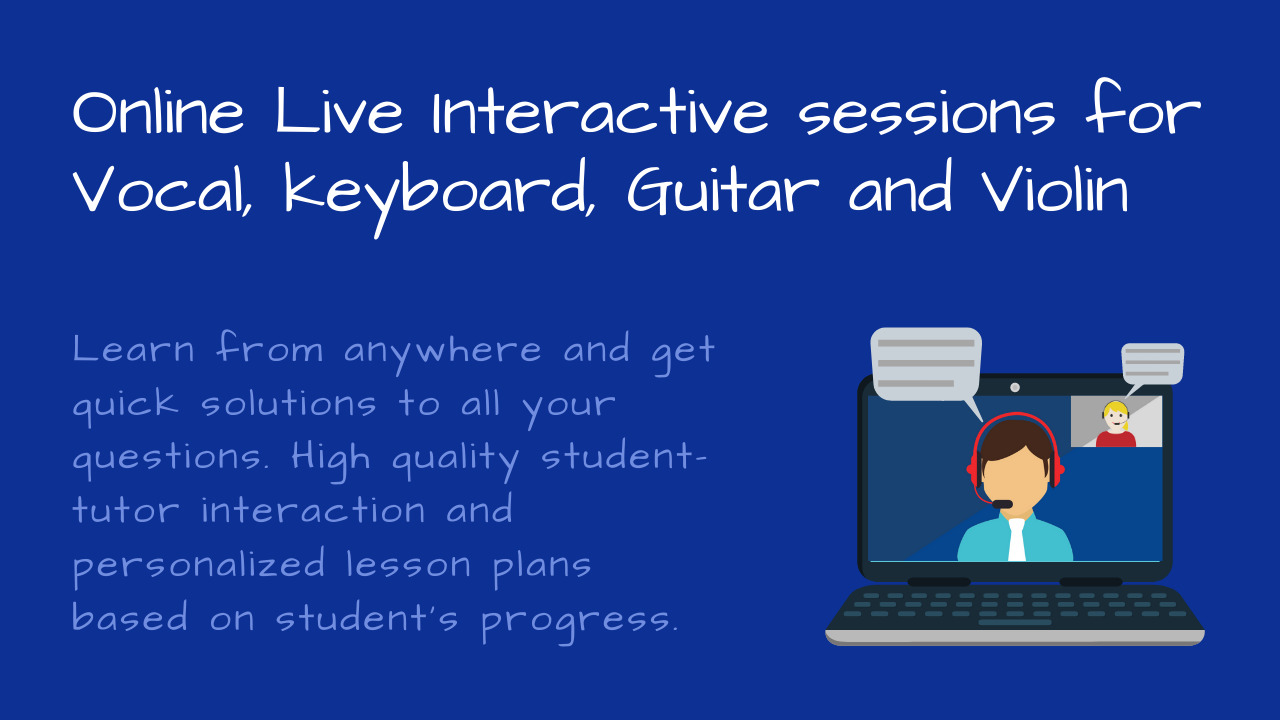 Online Live Interactive sessions for
Vocal, Keyboard, Guitar and Violin
Learn from anywhere and get
quick solutions to all your
questions. High quality student-
tutor interaction and
personalized lesson plans
based on student's progress.